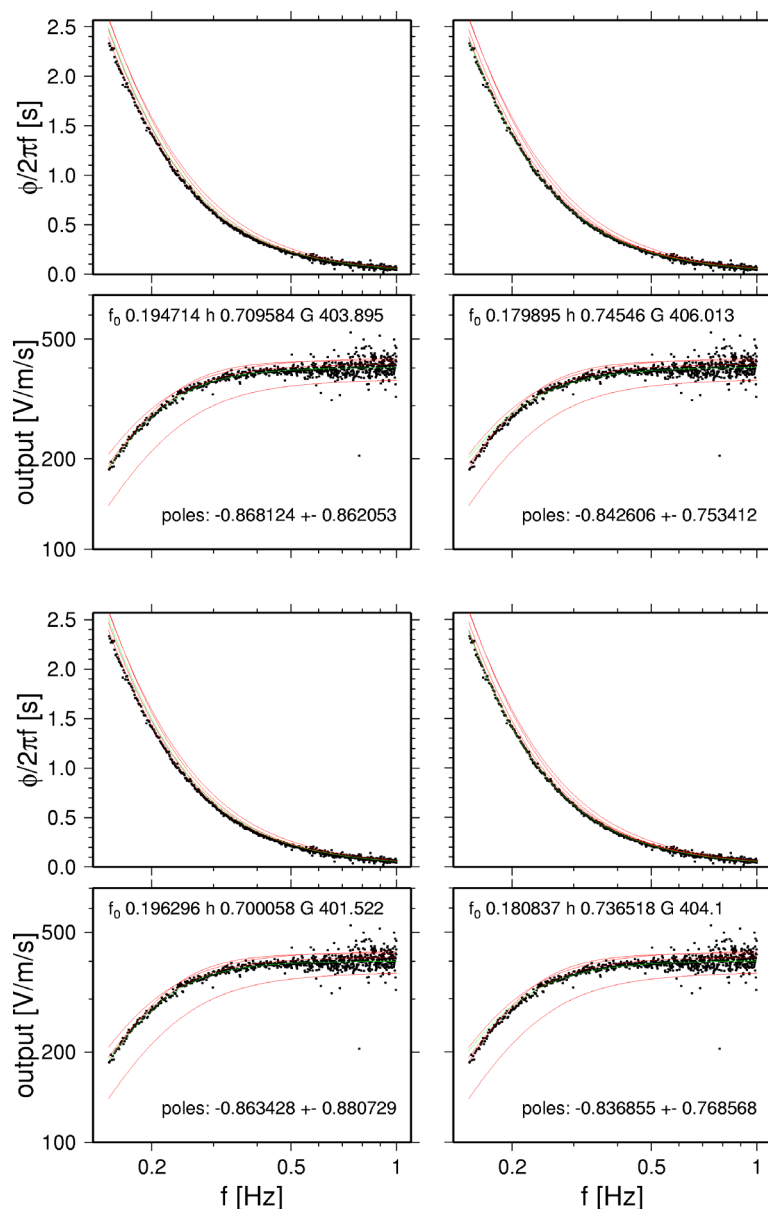 2.5
2.0
1.5
1.0
0.5
0.0
ϕ/2πf [s]
f0 0.194714 h 0.709584 G 403.895
f0 0.179895 h 0.74546 G 406.013
500
200
100
output [V/m/s]
poles: -0.868124 +- 0.862053
poles: -0.842606 +- 0.753412
2.5
2.0
1.5
1.0
0.5
0.0
ϕ/2πf [s]
f0 0.196296 h 0.700058 G 401.522
f0 0.180837 h 0.736518 G 404.1
500
200
100
output [V/m/s]
poles: -0.863428 +- 0.880729
poles: -0.836855 +- 0.768568
0.2 0.5 1
0.2 0.5 1
f [Hz]
f [Hz]